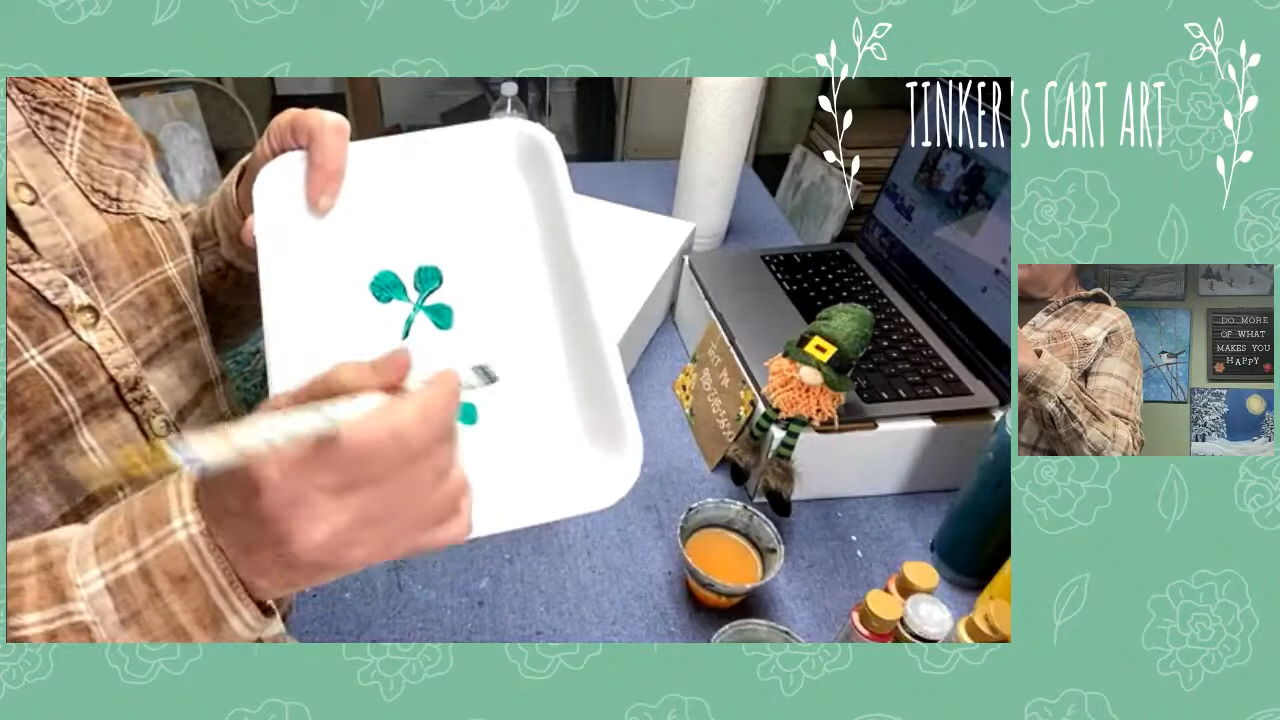 TINKER's CART ART
DO MORE
OF WHAT
MAKES YOU
HAPPY